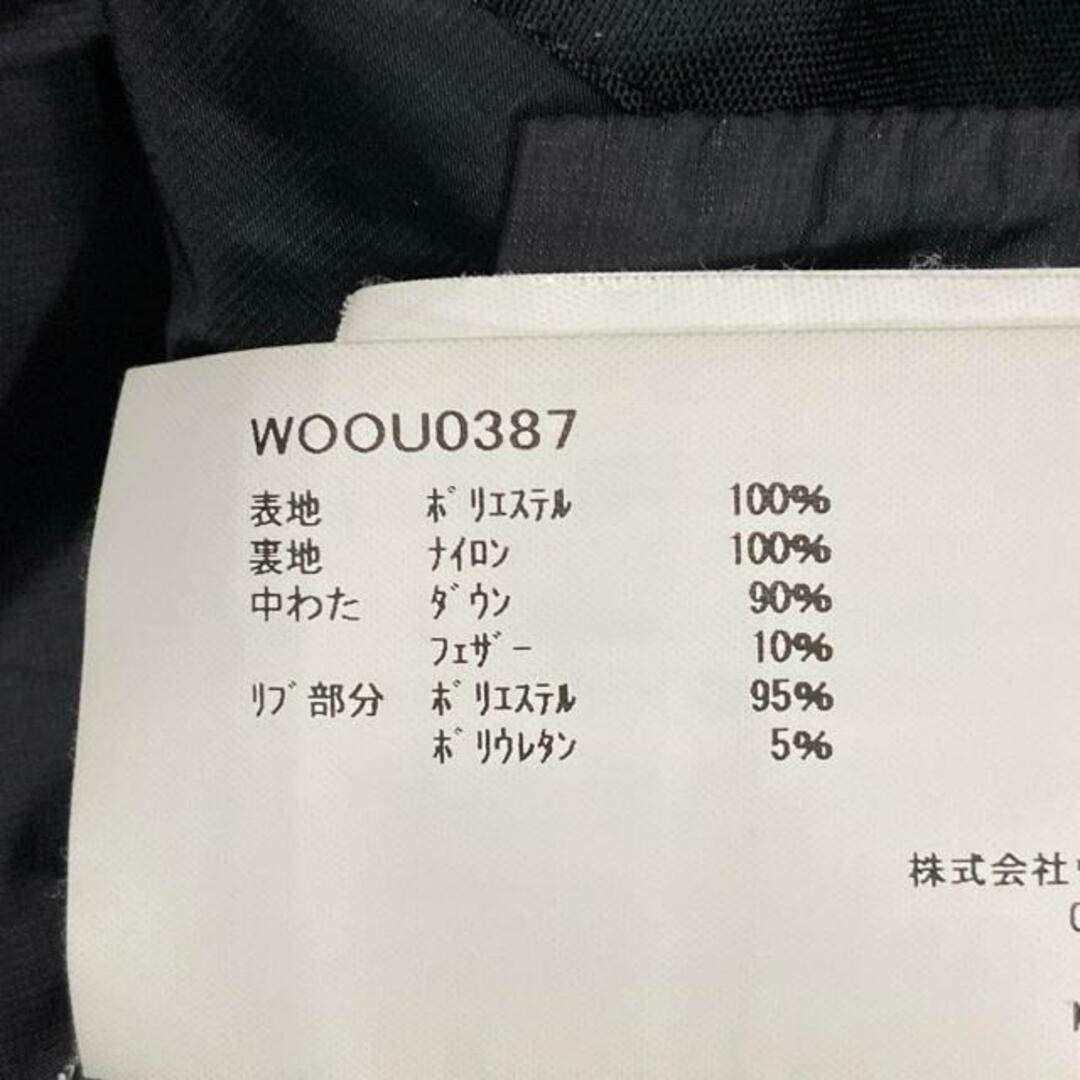 WOOU0387
表地 ﾎﾟﾘｴｽﾃﾙ 100%
裏地 ﾅｲﾛﾝ 100%
中わた ﾀﾞｳﾝ 90%
ﾌｪｻﾞｰ 10%
ﾘﾌﾞ部分 ﾎﾟﾘｴｽﾃﾙ 95%
ﾎﾟﾘｳﾚﾀﾝ 5%
株式会社